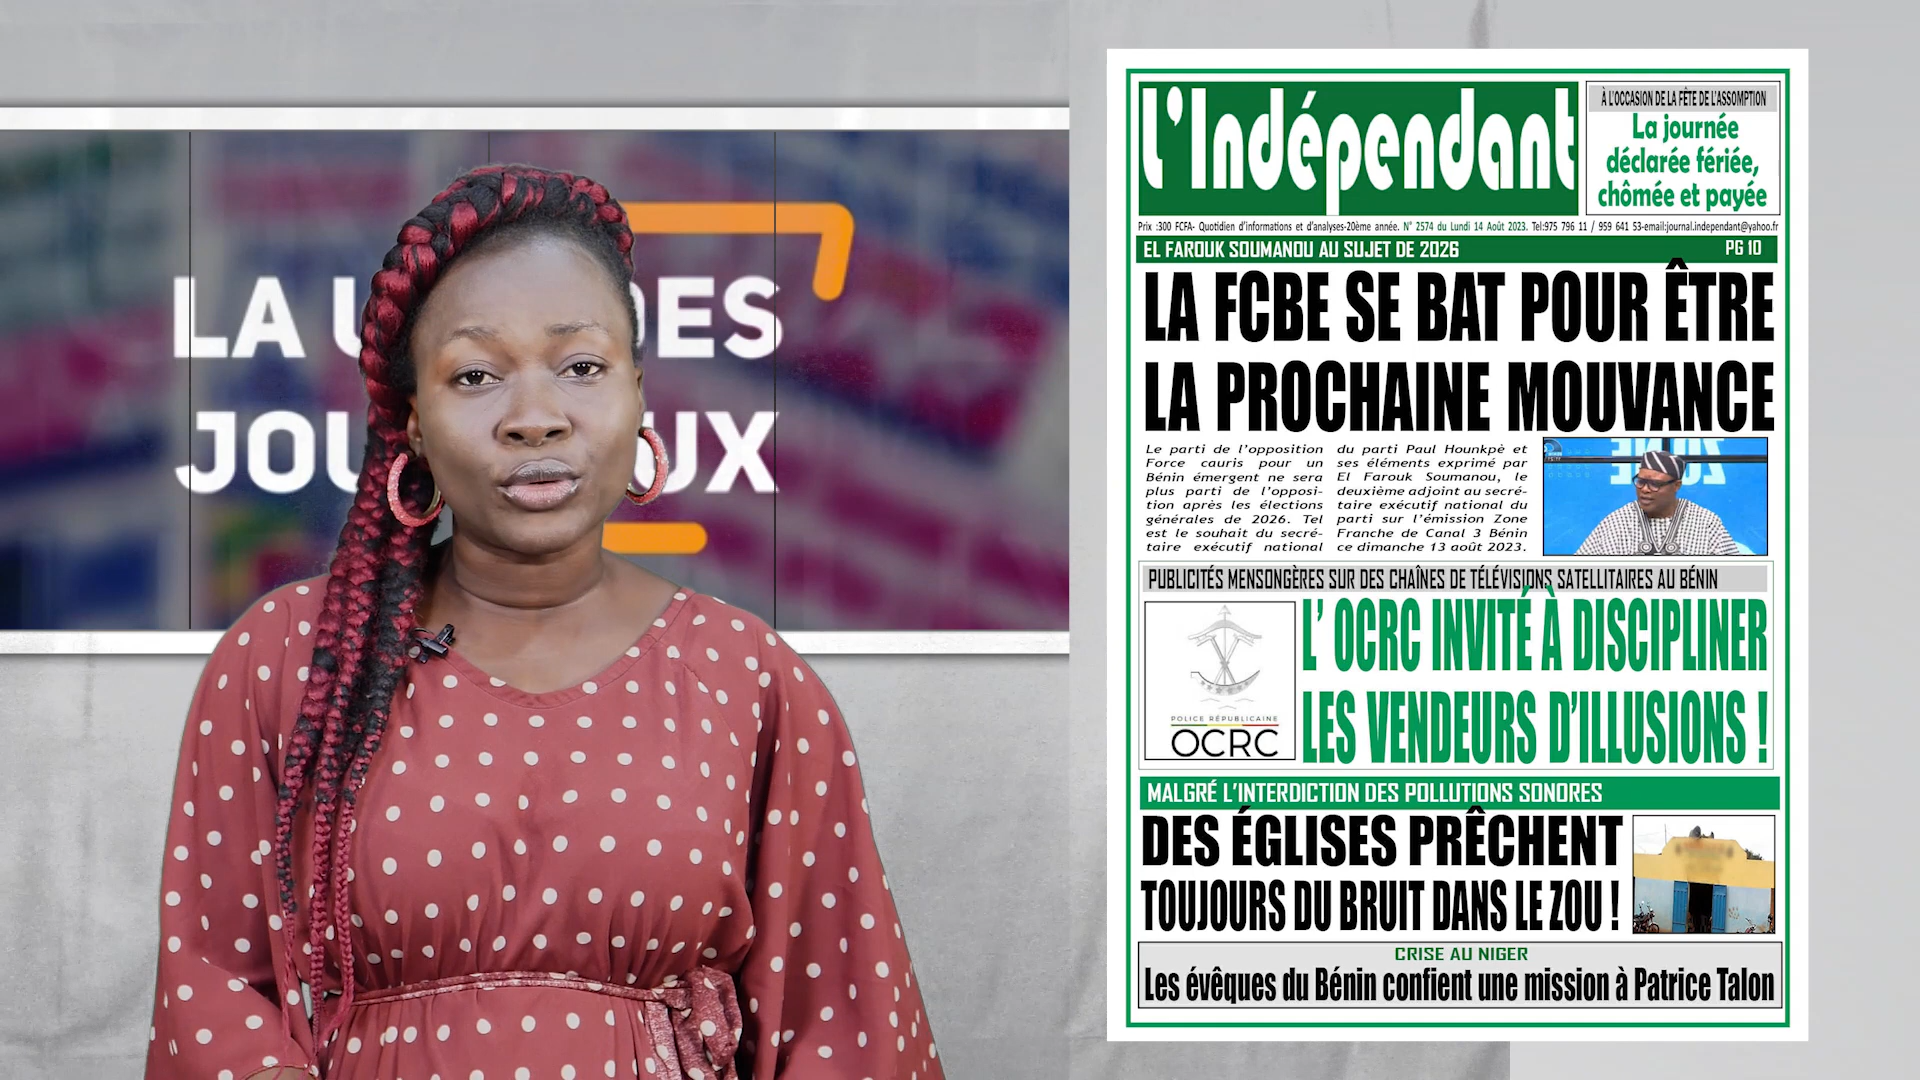 LA U DES
JOU UX
L'Indépendant
À L'OCCASION DE LA FÊTE DE L'ASSOMPTION
La journée
déclarée fériée,
chômée et payée
Prix :300 FCFA- Quotidien d'informations et d'analyses-20ème année. N° 2574 du Lundi 14 Août 2023. Tel:975 796 11 / 959 641 53-email:journal.independant@yahoo.fr
EL FAROUK SOUMANOU AU SUJET DE 2026
PG 10
LA FCBE SE BAT POUR ÊTRE
LA PROCHAINE MOUVANCE
Le parti de l'opposition
Force cauris pour un
Bénin émergent ne sera
plus parti de l'opposi-
tion après les élections
générales de 2026. Tel
est le souhait du secré-
taire exécutif national
du parti Paul Hounkpè et
ses éléments exprimé par
El Farouk Soumanou, le
deuxième adjoint au secré-
taire exécutif national du
parti sur l'émission Zone
Franche de Canal 3 Bénin
ce dimanche 13 août 2023.
PUBLICITÉS MENSONGÈRES SUR DES CHAÎNES DE TÉLÉVISIONS SATELLITAIRES AU BÉNIN
POLICE RÉPUBLICAINE
OCRC
L' OCRC INVITÉ À DISCIPLINER
LES VENDEURS D'ILLUSIONS !
MALGRÉ L'INTERDICTION DES POLLUTIONS SONORES
DES ÉGLISES PRÊCHENT
TOUJOURS DU BRUIT DANS LE ZOU !
CRISE AU NIGER
Les évêques du Bénin confient une mission à Patrice Talon